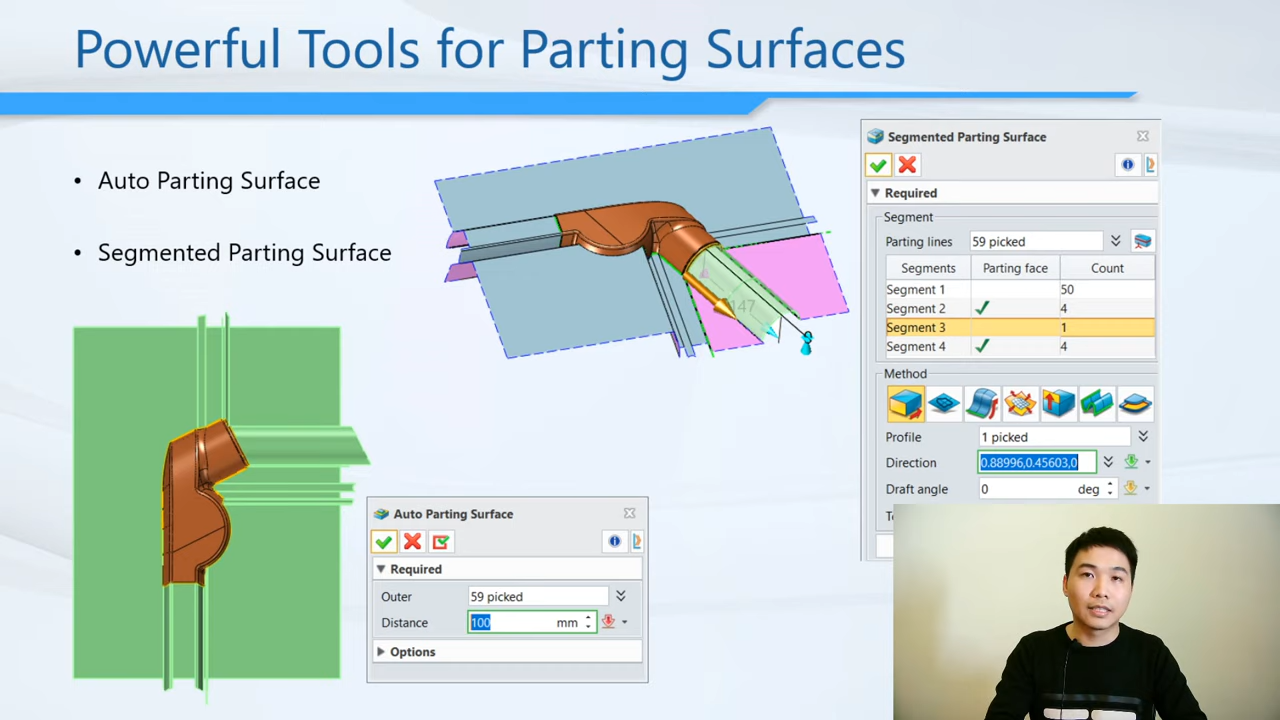 Powerful Tools for Parting Surfaces
• Auto Parting Surface
• Segmented Parting Surface
147
Segmented Parting Surface
Required
Segment
Parting lines 59 picked
Segments Parting face Count
Segment 1 50
Segment 2 4
Segment 3 1
Segment 4 4
Method
Profile 1 picked
Direction 0.88996,0.45603,0
Draft angle 0 deg
Auto Parting Surface
Required
Outer 59 picked
Distance 100 mm
Options